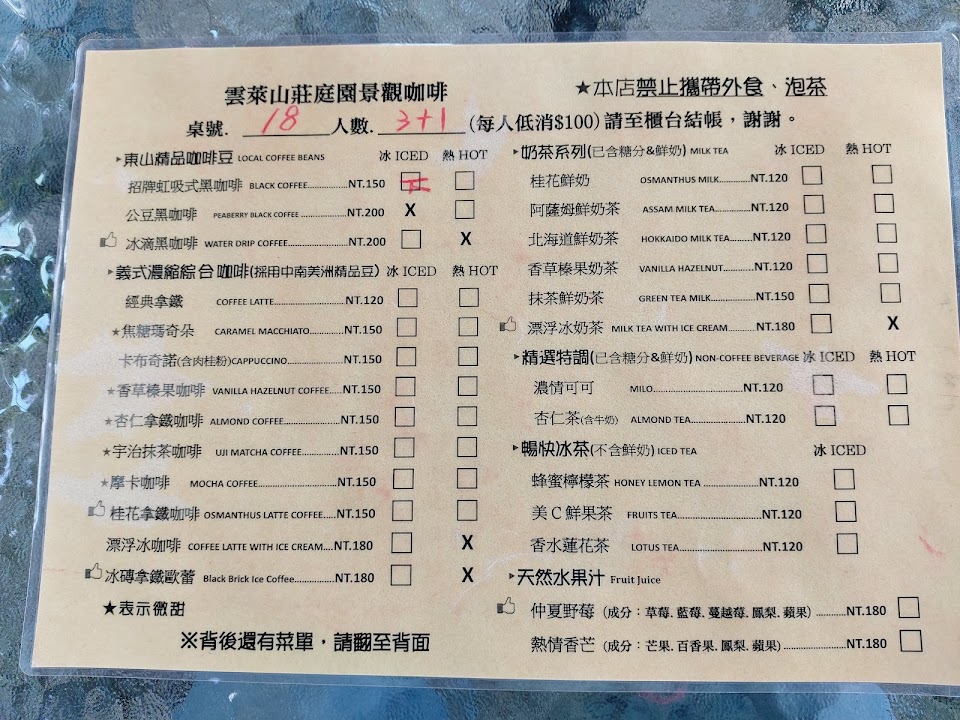 雲萊山莊庭園景觀咖啡
★本店禁止攜帶外食、泡茶
桌號. 18 人數. 3+1 (每人低消$100)請至櫃台結帳，謝謝。
▸東山精品咖啡豆 LOCAL COFFEE BEANS 冰 ICED 熱 HOT
招牌虹吸式黑咖啡 BLACK COFFEE................NT.150
公豆黑咖啡 PEABERRY BLACK COFFEE ..................NT.200 X
冰滴黑咖啡 WATER DRIP COFFEE.....................NT.200 X
▸義式濃縮綜合咖啡(採用中南美洲精品豆) 冰 ICED 熱 HOT
經典拿鐵 COFFEE LATTE.....................NT.120
★焦糖瑪奇朵 CARAMEL MACCHIATO...........NT.150
卡布奇諾(含肉桂粉)CAPPUCCINO....................NT.150
★香草榛果咖啡 VANILLA HAZELNUT COFFEE....NT.150
★杏仁拿鐵咖啡 ALMOND COFFEE..................NT.150
★宇治抹茶咖啡 UJI MATCHA COFFEE............NT.150
★摩卡咖啡 MOCHA COFFEE......................NT.150
桂花拿鐵咖啡 OSMANTHUS LATTE COFFEE.....NT.150
漂浮冰咖啡 COFFEE LATTE WITH ICE CREAM....NT.180 X
冰磚拿鐵歐蕾 Black Brick Ice Coffee..............NT.180 X
★表示微甜
※背後還有菜單，請翻至背面
▸奶茶系列(已含糖分&鮮奶) MILK TEA 冰 ICED 熱 HOT
桂花鮮奶 OSMANTHUS MILK..............NT.120
阿薩姆鮮奶茶 ASSAM MILK TEA...............NT.120
北海道鮮奶茶 HOKKAIDO MILK TEA..........NT.120
香草榛果奶茶 VANILLA HAZELNUT............NT.120
抹茶鮮奶茶 GREEN TEA MILK................NT.150
漂浮冰奶茶 MILK TEA WITH ICE CREAM.........NT.180 X
▸精選特調(已含糖分&鮮奶) NON-COFFEE BEVERAGE 冰 ICED 熱 HOT
濃情可可 MILO........................NT.120
杏仁茶(含牛奶) ALMOND TEA................NT.120
▸暢快冰茶(不含鮮奶) ICED TEA 冰 ICED
蜂蜜檸檬茶 HONEY LEMON TEA ...................NT.120
美C鮮果茶 FRUITS TEA.........................NT.120
香水蓮花茶 LOTUS TEA.........................NT.120
▸天然水果汁 Fruit Juice
仲夏野莓 (成分：草莓. 藍莓. 蔓越莓. 鳳梨. 蘋果) ............NT.180
熱情香芒 (成分：芒果. 百香果. 鳳梨. 蘋果) .........................NT.180